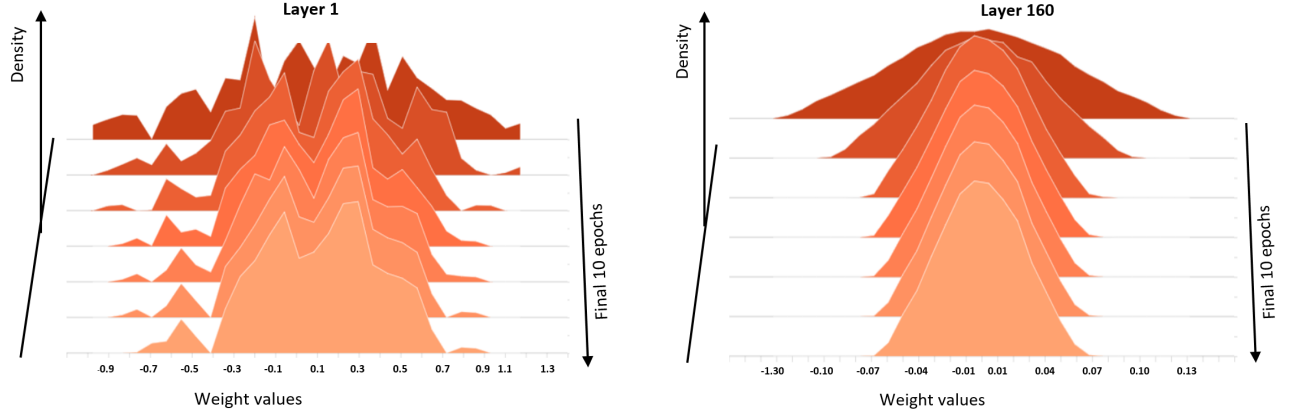 Layer 1
Density
0.9 -0.7 -0.5 -0.3 -0.1 0.1 0.3 0.5 0.7 0.9 1.1 1.3
Weight values
Final 10 epochs
Layer 160
Density
-1.30 -0.10 -0.07 -0.04 -0.01 0.01 0.04 0.07 0.10 0.13
Weight values
Final 10 epochs